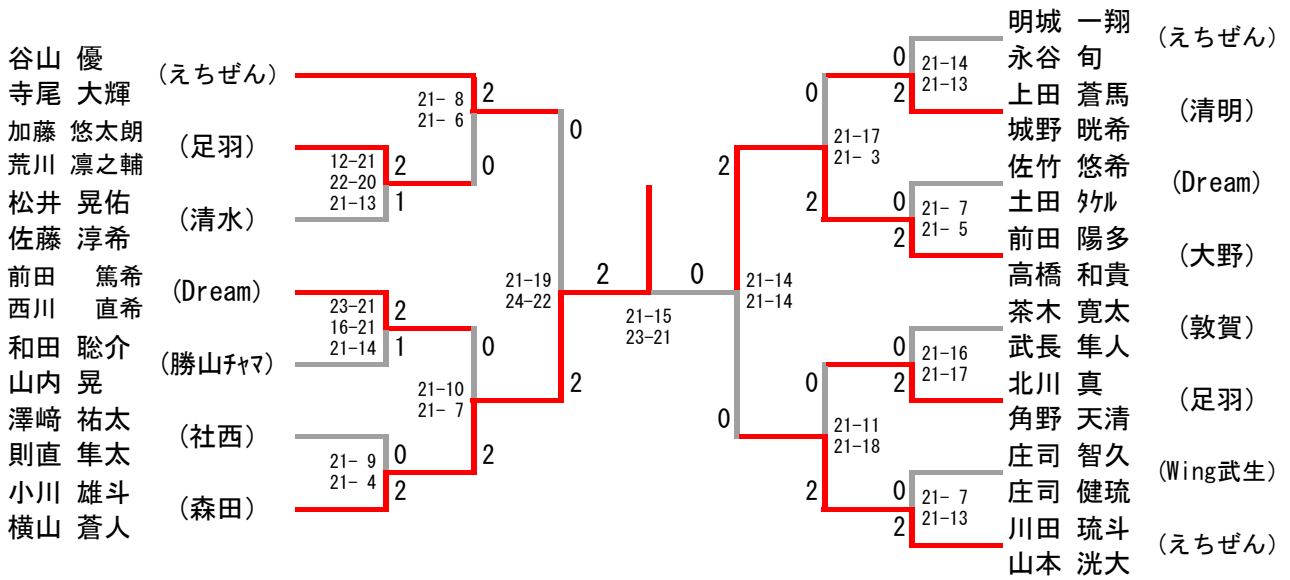 谷山 優
寺尾 大輝
(えちぜん)
加藤 悠太朗
荒川 凛之輔
(足羽)
松井 晃佑
佐藤 淳希
(清水)
前田 篤希
西川 直希
(Dream)
和田 聡介
山内 晃
(勝山チャマ)
澤﨑 祐太
則直 隼太
(社西)
小川 雄斗
横山 蒼人
(森田)
21- 8
21- 6
2
0
12-21
22-20
21-13
2
1
23-21
16-21
21-14
2
1
21- 9
21- 4
0
2
21-10
21- 7
0
2
21-19
24-22
0
2
2
0
21-15
23-21
21-14
21-14
2
0
21-17
21- 3
0
2
21-11
21-18
0
2
21-14
21-13
0
2
21- 7
21- 5
0
2
21-16
21-17
0
2
21- 7
21-13
0
2
明城 一翔
永谷 旬
(えちぜん)
上田 蒼馬
城野 晄希
(清明)
佐竹 悠希
土田 タケル
(Dream)
前田 陽多
高橋 和貴
(大野)
茶木 寛太
武長 隼人
(敦賀)
北川 真
角野 天清
(足羽)
庄司 智久
庄司 健琉
(Wing武生)
川田 琉斗
山本 洸大
(えちぜん)